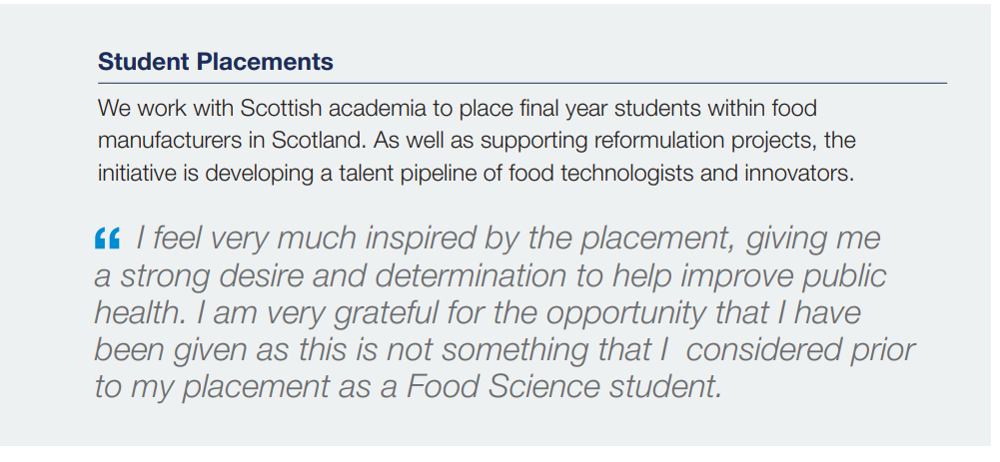 Student Placements
We work with Scottish academia to place final year students within food
manufacturers in Scotland. As well as supporting reformulation projects, the
initiative is developing a talent pipeline of food technologists and innovators.
“ I feel very much inspired by the placement, giving me
a strong desire and determination to help improve public
health. I am very grateful for the opportunity that I have
been given as this is not something that I  considered prior
to my placement as a Food Science student.